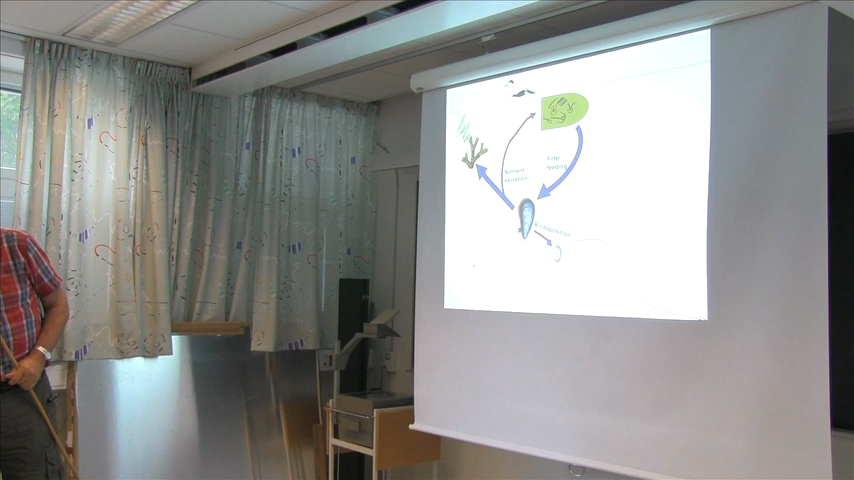 Filter
feeding
Nutrient
excretion
Biodeposition